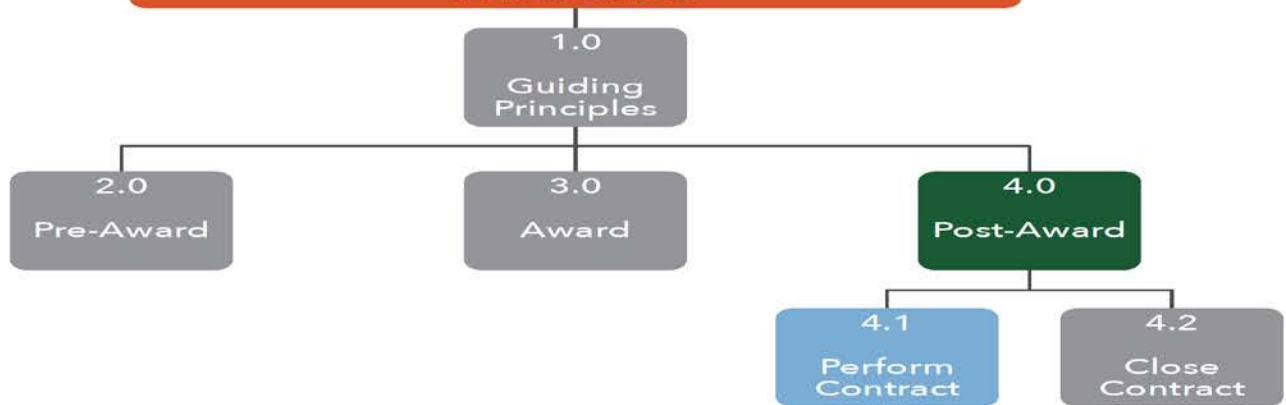 1.0
Guiding
Principles
2.0
Pre-Award
3.0
Award
4.0
Post-Award
4.1
Perform
Contract
4.2
Close
Contract